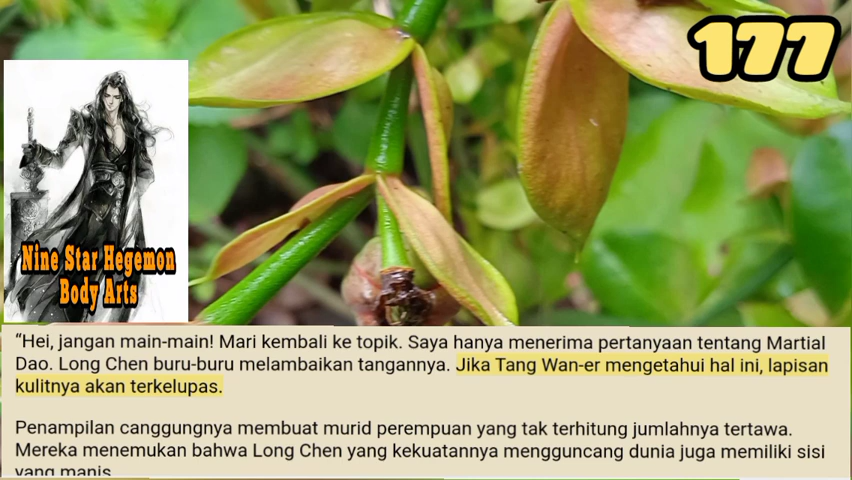 177
Nine Star Hegemon
Body Arts
“Hei, jangan main-main! Mari kembali ke topik. Saya hanya menerima pertanyaan tentang Martial
Dao. Long Chen buru-buru melambaikan tangannya. Jika Tang Wan-er mengetahui hal ini, lapisan
kulitnya akan terkelupas.
Penampilan canggungnya membuat murid perempuan yang tak terhitung jumlahnya tertawa.
Mereka menemukan bahwa Long Chen yang kekuatannya mengguncang dunia juga memiliki sisi
yang manis